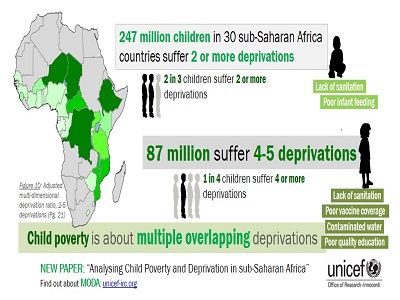 247 million children in 30 sub-Saharan Africa
countries suffer 2 or more deprivations
2 in 3 children suffer 2 or more
deprivations
Lack of sanitation
Poor infant feeding
87 million suffer 4-5 deprivations
1 in 4 children suffer 4 or more
deprivations
Figure 10: Adjusted
multi-dimensional
deprivation ratio, 2-5
deprivations (Pg. 21)
Lack of sanitation
Poor vaccine coverage
Contaminated water
Poor quality education
Child poverty is about multiple overlapping deprivations
NEW PAPER: "Analysing Child Poverty and Deprivation in sub-Saharan Africa"
Find out about MODA: unicef-irc.org
unicef
Office of Research-Innocenti